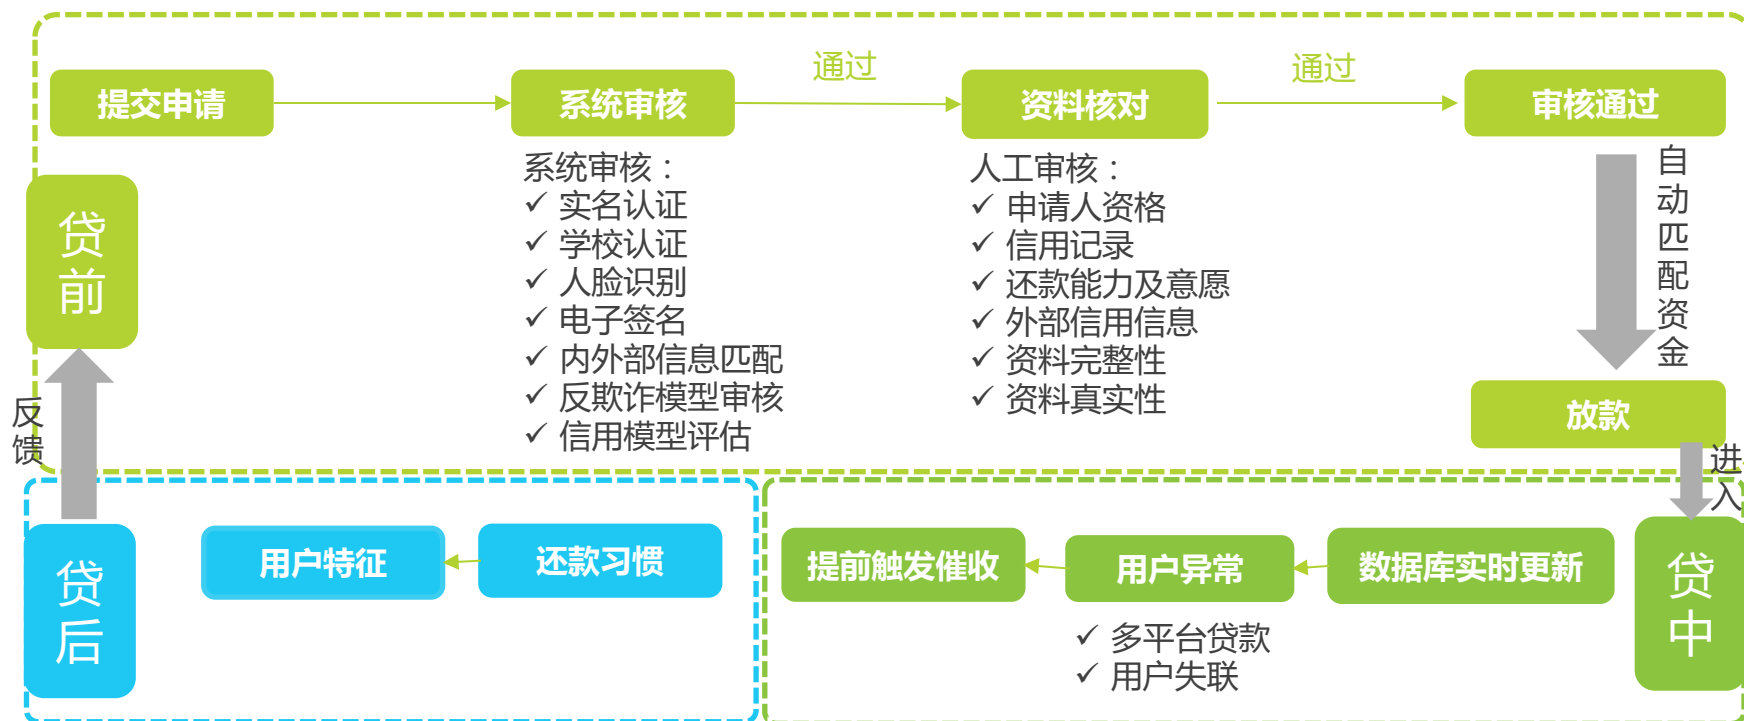 通过
通过
提交申请
系统审核
资料核对
审核通过
系统审核：
✓ 实名认证
✓ 学校认证
✓ 人脸识别
✓ 电子签名
✓ 内外部信息匹配
✓ 反欺诈模型审核
✓ 信用模型评估
人工审核：
✓ 申请人资格
✓ 信用记录
✓ 还款能力及意愿
✓ 外部信用信息
✓ 资料完整性
✓ 资料真实性
自动匹配资金
贷前
放款
反馈
进入
贷后
用户特征
还款习惯
提前触发催收
用户异常
数据库实时更新
贷中
✓ 多平台贷款
✓ 用户失联